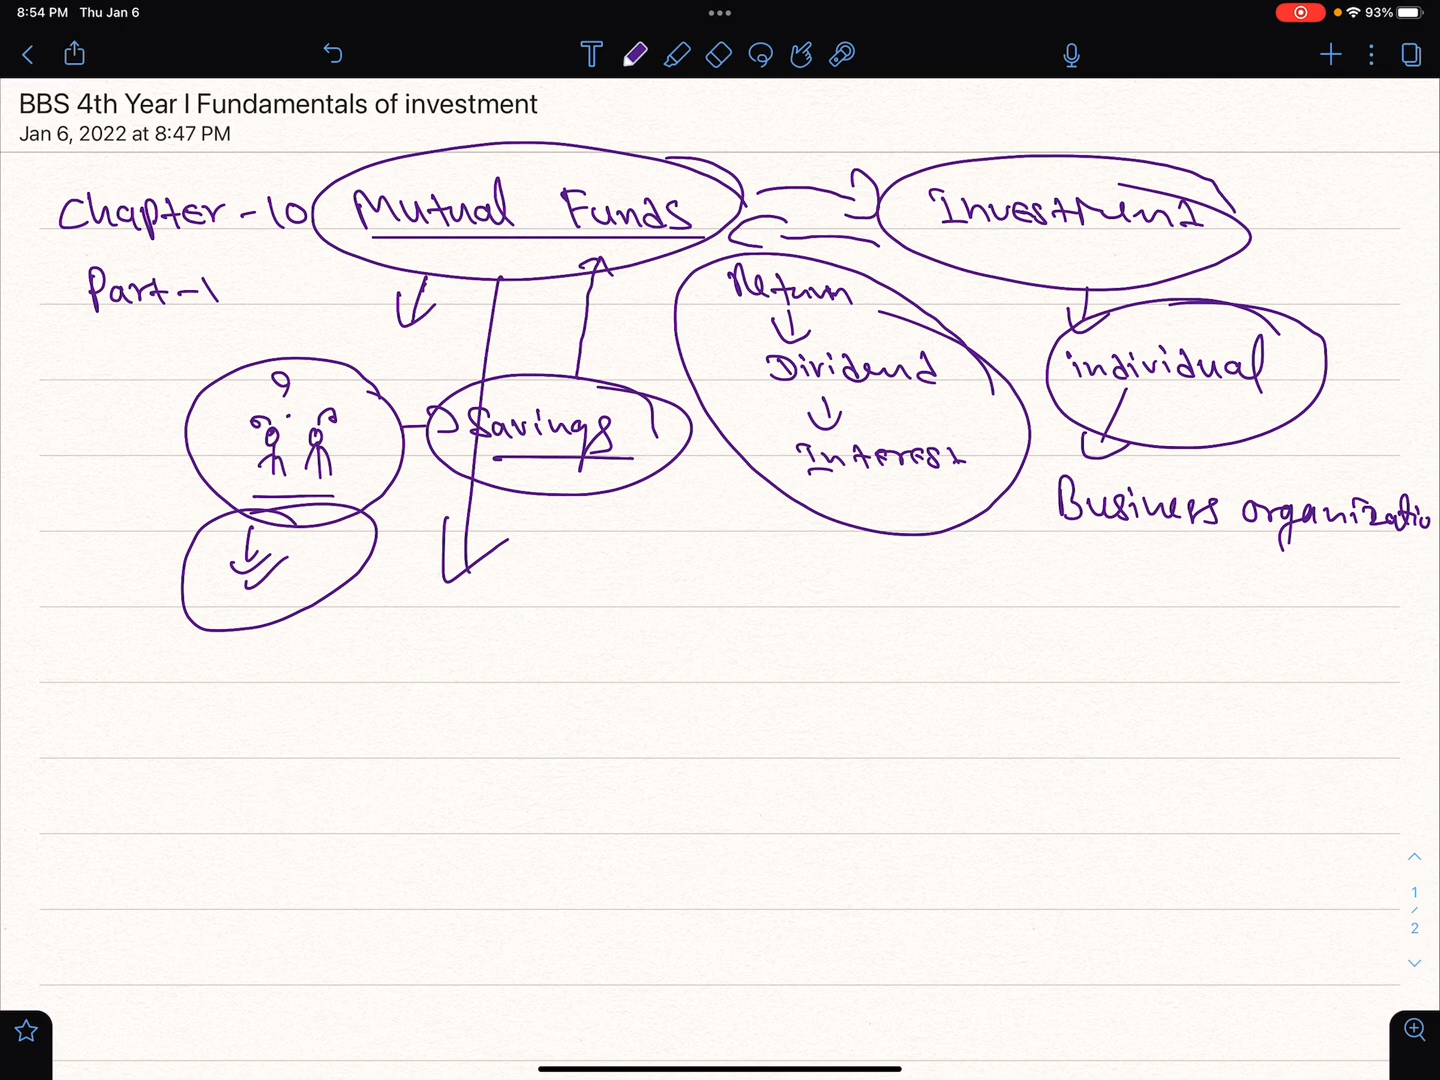 8:54 PM Thu Jan 6
93%
BBS 4th Year I Fundamentals of investment
Jan 6, 2022 at 8:47 PM
Chapter-10 Mutual Funds Investment
Part-1
Return
Dividend
Interest
individual
Savings
Business organizatio
1
/
2